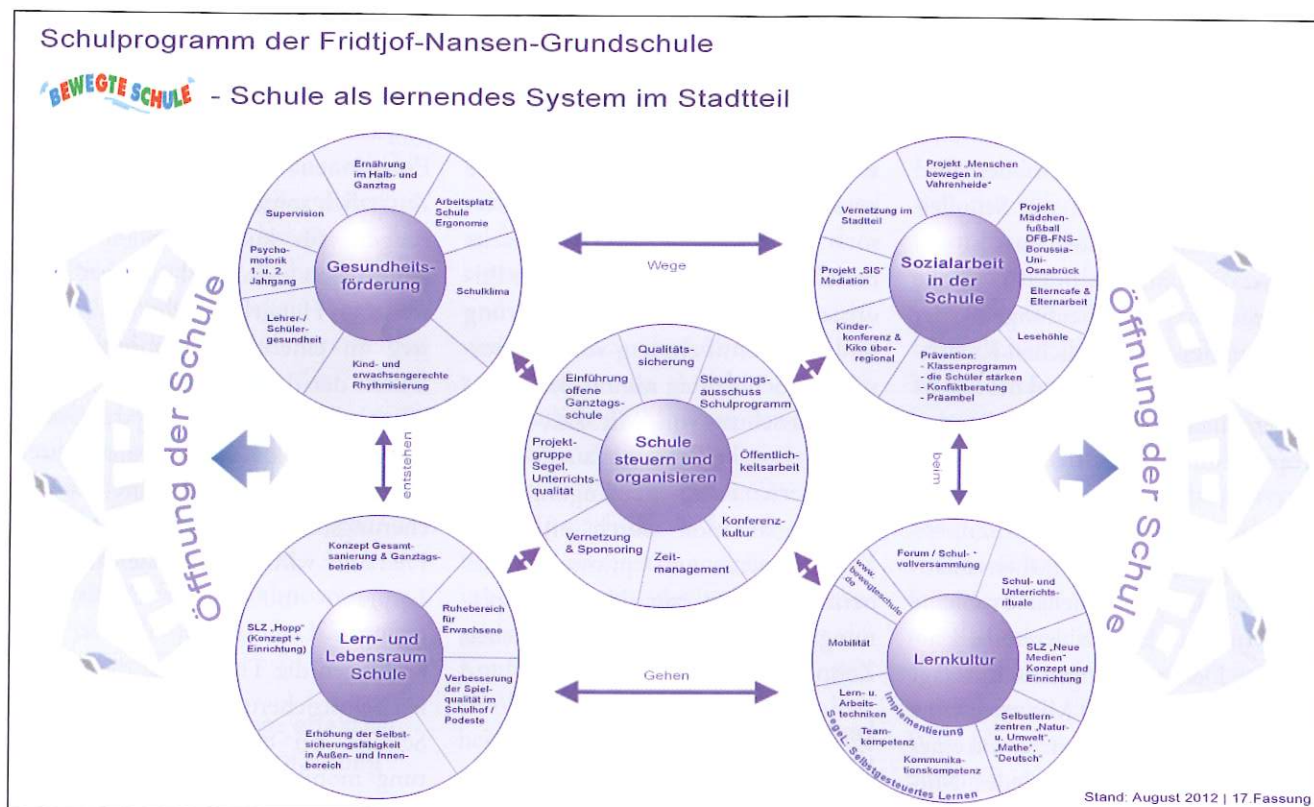 Schulprogramm der Fridtjof-Nansen-Grundschule
"BEWEGTE SCHULE" - Schule als lernendes System im Stadtteil
Öffnung der Schule
Gesundheits-
förderung
Ernährung
im Halb- und
Ganztag
Arbeitsplatz
Schule
Ergonomie
Schulklima
Kind- und
erwachsengerechte
Rhythmisierung
Lehrer-/
Schüler-
gesundheit
Psycho-
motorik
1. u. 2.
Jahrgang
Supervision
Wege
Sozialarbeit
in der
Schule
Projekt „Menschen
bewegen in
Vahrenheide“
Projekt
Mädchen-
fußball
DFB-FNS-
Borussia-
Uni-
Osnabrück
Elterncafe &
Elternarbeit
Lesehöhle
Prävention:
- Klassenprogramm
- die Schüler stärken
- Konfliktberatung
- Präambel
Kinder-
konferenz &
Kiko über-
regional
Projekt „SIS“
Mediation
Vernetzung im
Stadtteil
Schule
steuern und
organisieren
Qualitäts-
sicherung
Steuerungs-
ausschuss
Schulprogramm
Öffentlich-
keitsarbeit
Konferenz-
kultur
Zeit-
management
Vernetzung
& Sponsoring
Projekt-
gruppe
Segel,
Unterrichts-
qualität
Einführung
offene
Ganztags-
schule
entstehen
beim
Lern- und
Lebensraum
Schule
Konzept Gesamt-
sanierung & Ganztags-
betrieb
Ruhebereich
für
Erwachsene
Verbesserung
der Spiel-
qualität im
Schulhof /
Podeste
Erhöhung der Selbst-
sicherungsfähigkeit
in Außen- und Innen-
bereich
SLZ „Hopp“
(Konzept +
Einrichtung)
Gehen
Lernkultur
Forum / Schul-
vollversammlung
Schul- und
Unterrichts-
rituale
SLZ „Neue
Medien“
Konzept und
Einrichtung
Selbstlern-
zentren „Natur-
u. Umwelt“,
„Mathe“,
"Deutsch"
Implementierung
Lern- u.
Arbeits-
techniken
Team-
kompetenz
Kommunika-
tionskompetenz
SegeL: Selbstgesteuertes Lernen
Mobilität
www.
bewegteschule
de
Öffnung der Schule
Stand: August 2012 | 17.Fassung